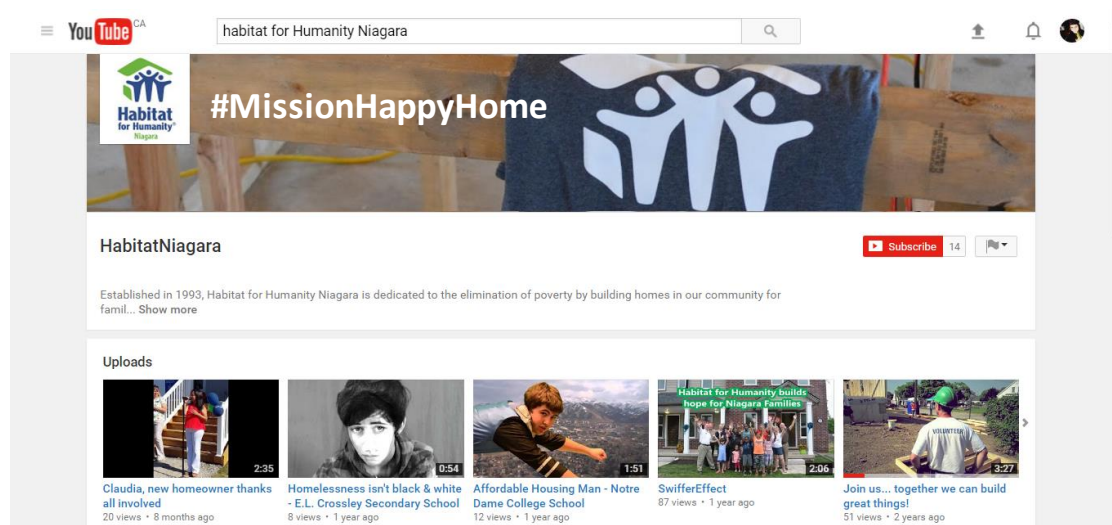 You Tube CA
habitat for Humanity Niagara
Habitat
for Humanity®
Niagara
#MissionHappyHome
HabitatNiagara
Subscribe 14
Established in 1993, Habitat for Humanity Niagara is dedicated to the elimination of poverty by building homes in our community for
famil... Show more
Uploads
2:35
0:54
1:51
Habitat for Humanity builds
hope for Niagara Families
2:06
VOLUNTEER
3:27
Claudia, new homeowner thanks
all involved
20 views • 8 months ago
Homelessness isn't black & white
- E.L. Crossley Secondary School
8 views • 1 year ago
Affordable Housing Man - Notre
Dame College School
12 views • 1 year ago
SwifferEffect
87 views • 1 year ago
Join us... together we can build
great things!
51 views • 2 years ago